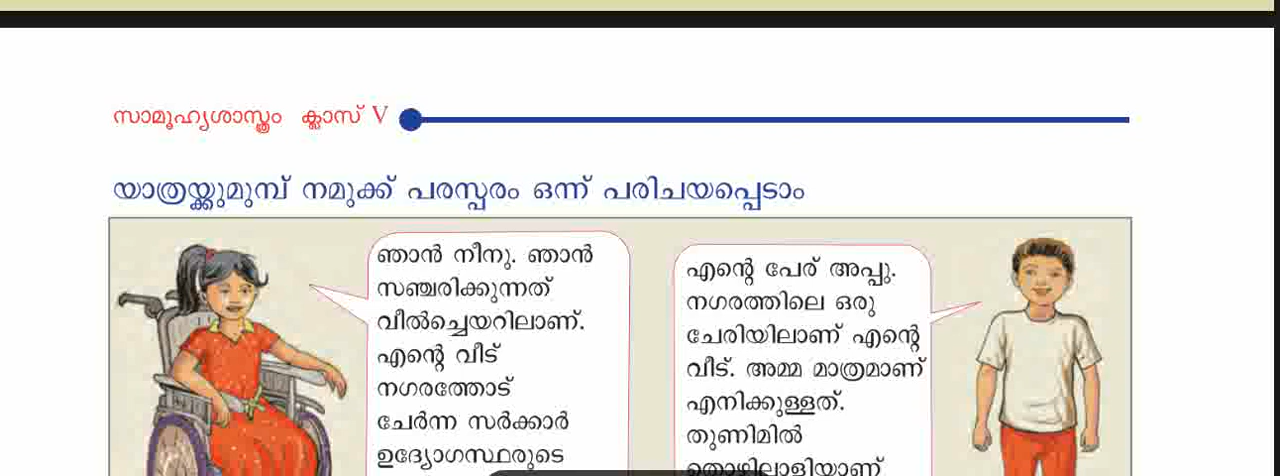 സാമൂഹ്യശാസ്ത്രം ക്ലാസ് V
യാത്രയ്ക്കുമുമ്പ് നമുക്ക് പരസ്പരം ഒന്ന് പരിചയപ്പെടാം
ഞാൻ നീനു. ഞാൻ
സഞ്ചരിക്കുന്നത്
വീൽച്ചെയറിലാണ്.
എന്റെ വീട്
നഗരത്തോട്
ചേർന്ന സർക്കാർ
ഉദ്യോഗസ്ഥരുടെ
എന്റെ പേര് അപ്പു.
നഗരത്തിലെ ഒരു
ചേരിയിലാണ് എന്റെ
വീട്. അമ്മ മാത്രമാണ്
എനിക്കുള്ളത്.
തുണിമിൽ
തൊഴിലാളിയാണ്